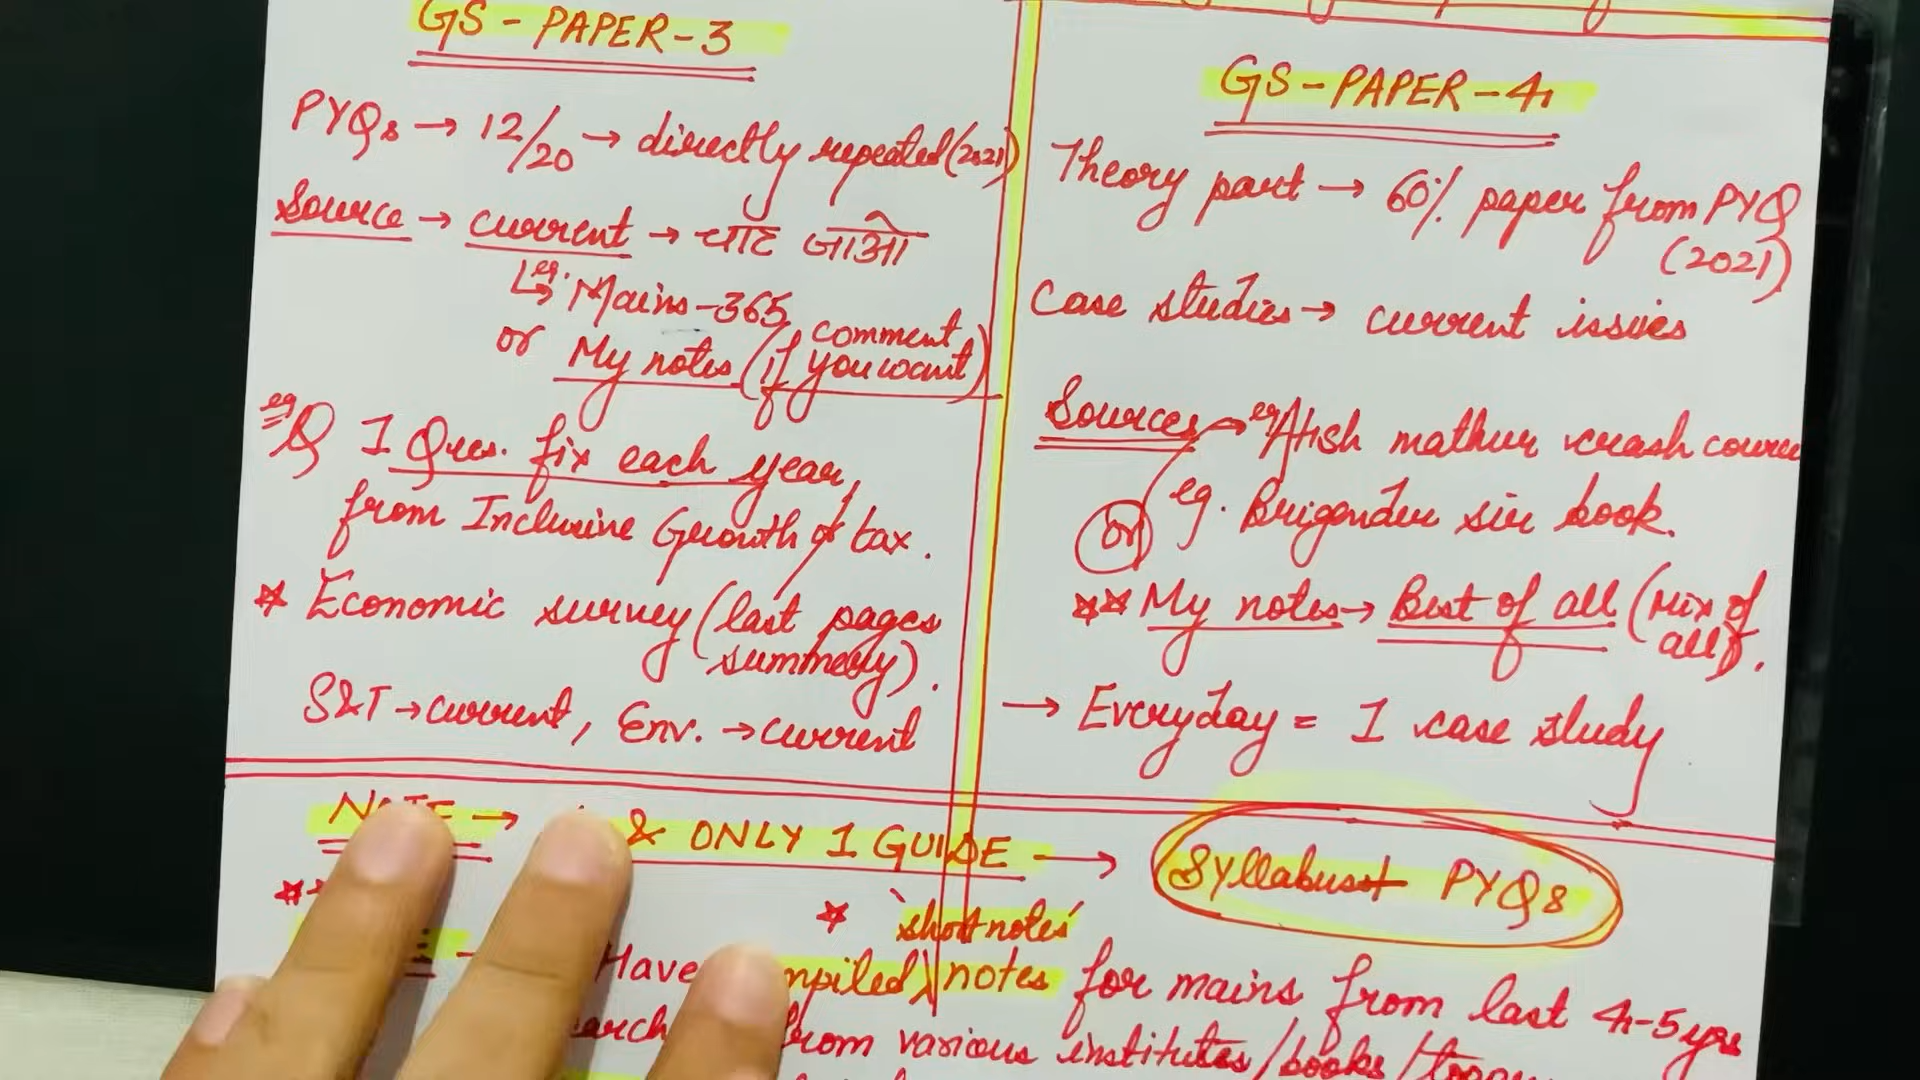 GS - PAPER-3
PYQs → 12/20 → directly repeated (2021)
Source → current → चाट जाओ
eg. Mains-365
or My notes (if comment you want)
eg Q 1 Ques. fix each year,
from Inclusive Growth & tax.
* Economic survey (last pages
summary).
S&T → current, Env. → current
GS-PAPER-4
Theory part → 60% paper from PYQ
(2021)
Case studies → current issues
Sources → eg Atish mathur crash course
or eg. Brigender sir book.
** My notes → Best of all (Mix of
all).
→ Everyday = 1 case study
NOTE → & ONLY 1 GUIDE → Syllabus + PYQs
* 'short notes'
Have notes for mains from last 4-5 yrs
from various institutes/books/